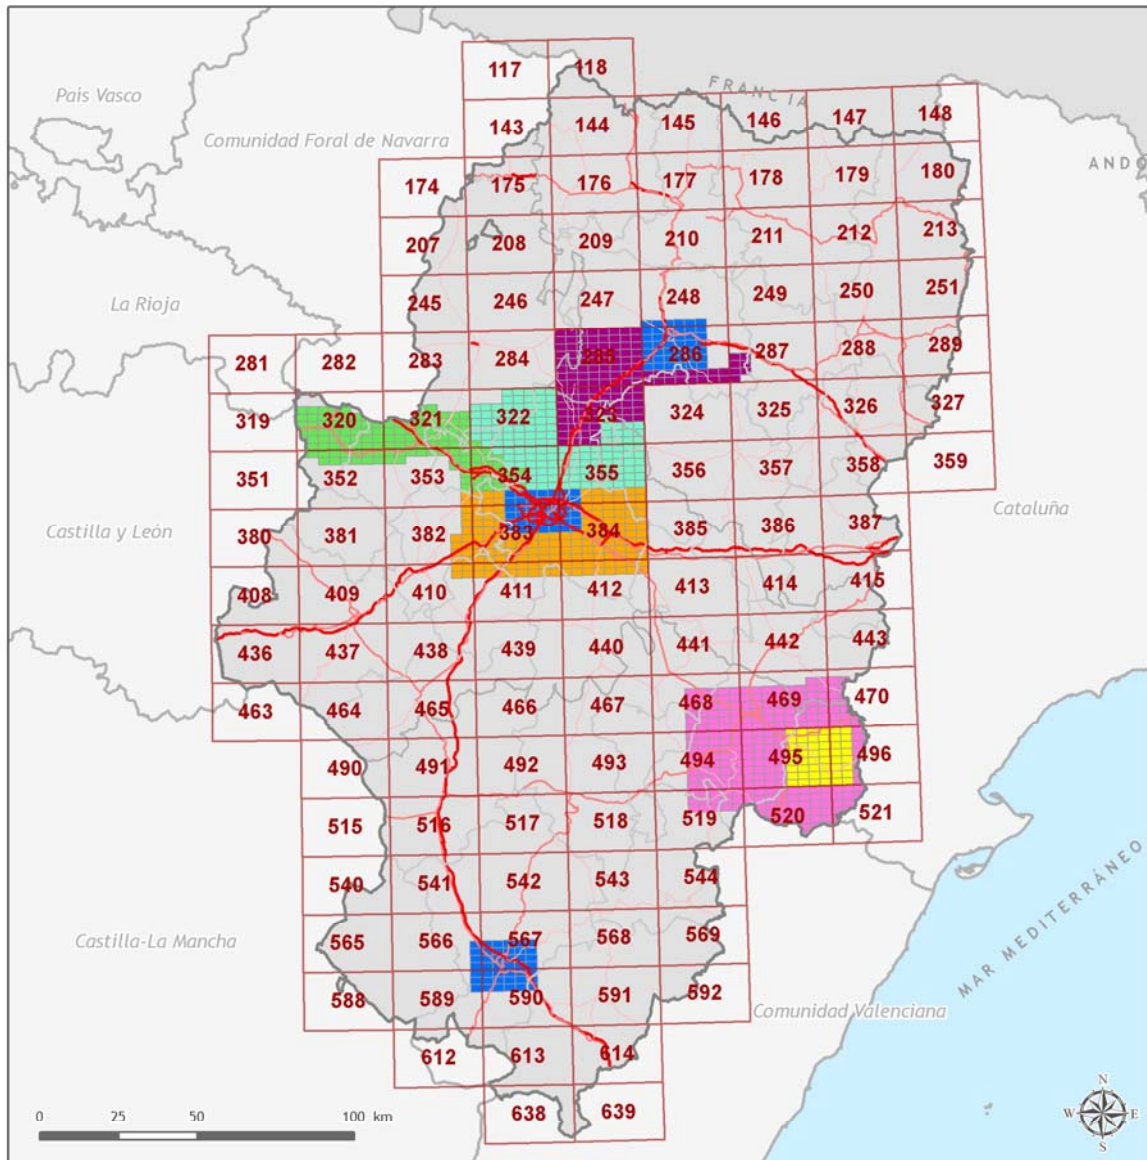 117 118
País Vasco
FRANCIA
Comunidad Foral de Navarra
143 144 145 146 147 148
ANDO
174 175 176 177 178 179 180
207 208 209 210 211 212 213
La Rioja
245 246 247 248 249 250 251
281 282 283 284 285 286 287 288 289
319 320 321 322 323 324 325 326 327
351 352 353 354 355 356 357 358 359
Castilla y León
Cataluña
380 381 382 383 384 385 386 387
408 409 410 411 412 413 414 415
436 437 438 439 440 441 442 443
463 464 465 466 467 468 469 470
490 491 492 493 494 495 496
515 516 517 518 519 520 521
540 541 542 543 544
Castilla-La Mancha
MAR MEDITERRÁNEO
565 566 567 568 569
588 589 590 591 592
Comunidad Valenciana
612 613 614
638 639
0 25 50 100 km
N
W E
S